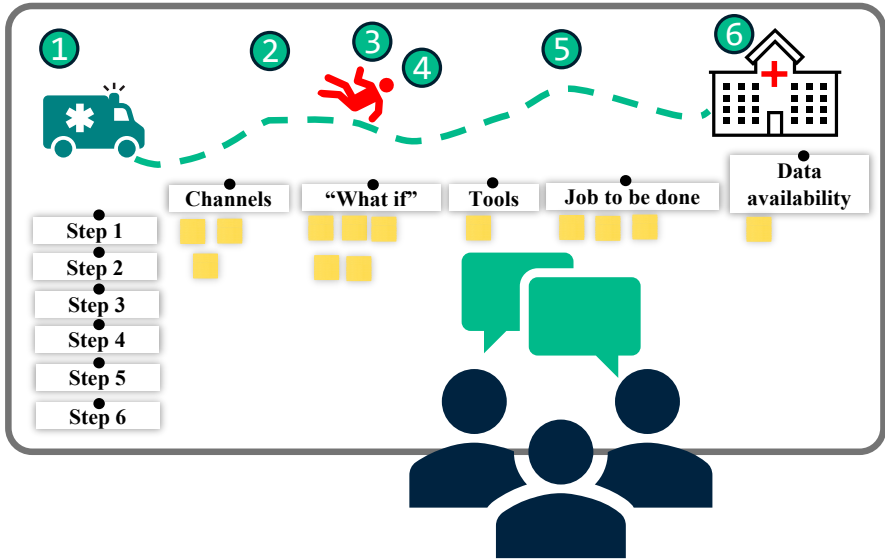 1
2
3
4
5
6
Channels
“What if”
Tools
Job to be done
Data
availability
Step 1
Step 2
Step 3
Step 4
Step 5
Step 6